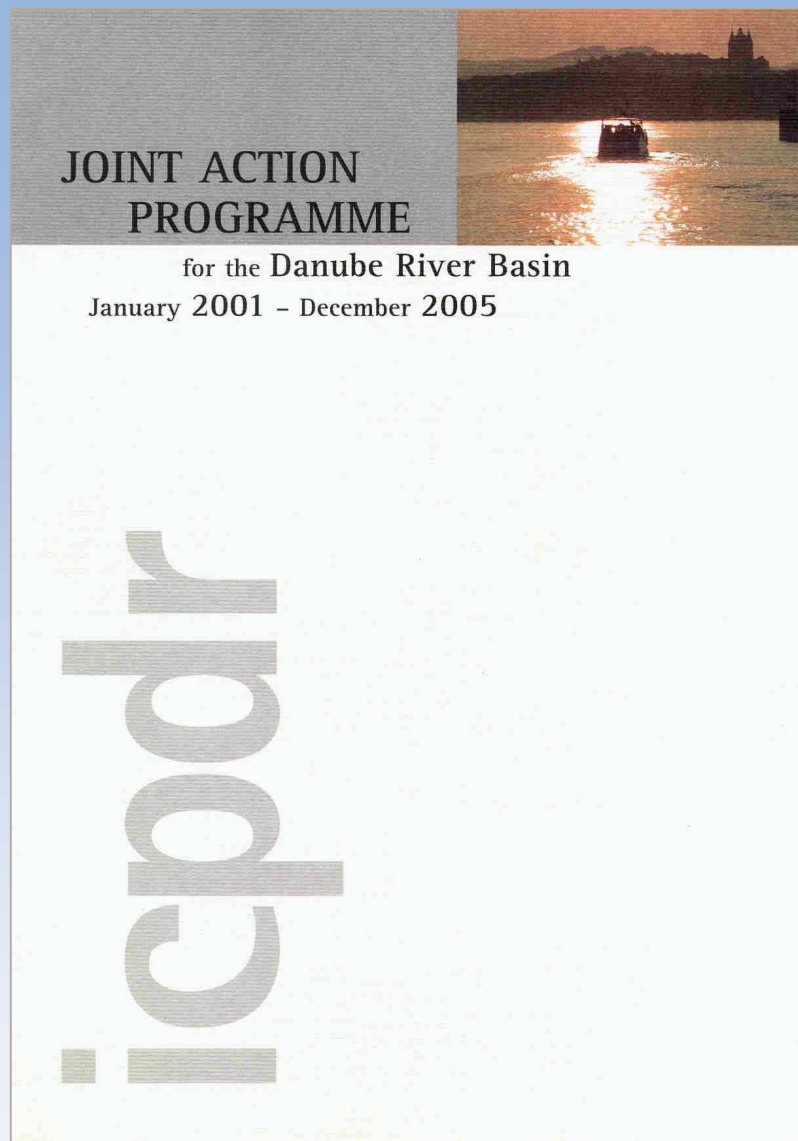 JOINT ACTION
PROGRAMME
for the Danube River Basin
January 2001 – December 2005
icpdr